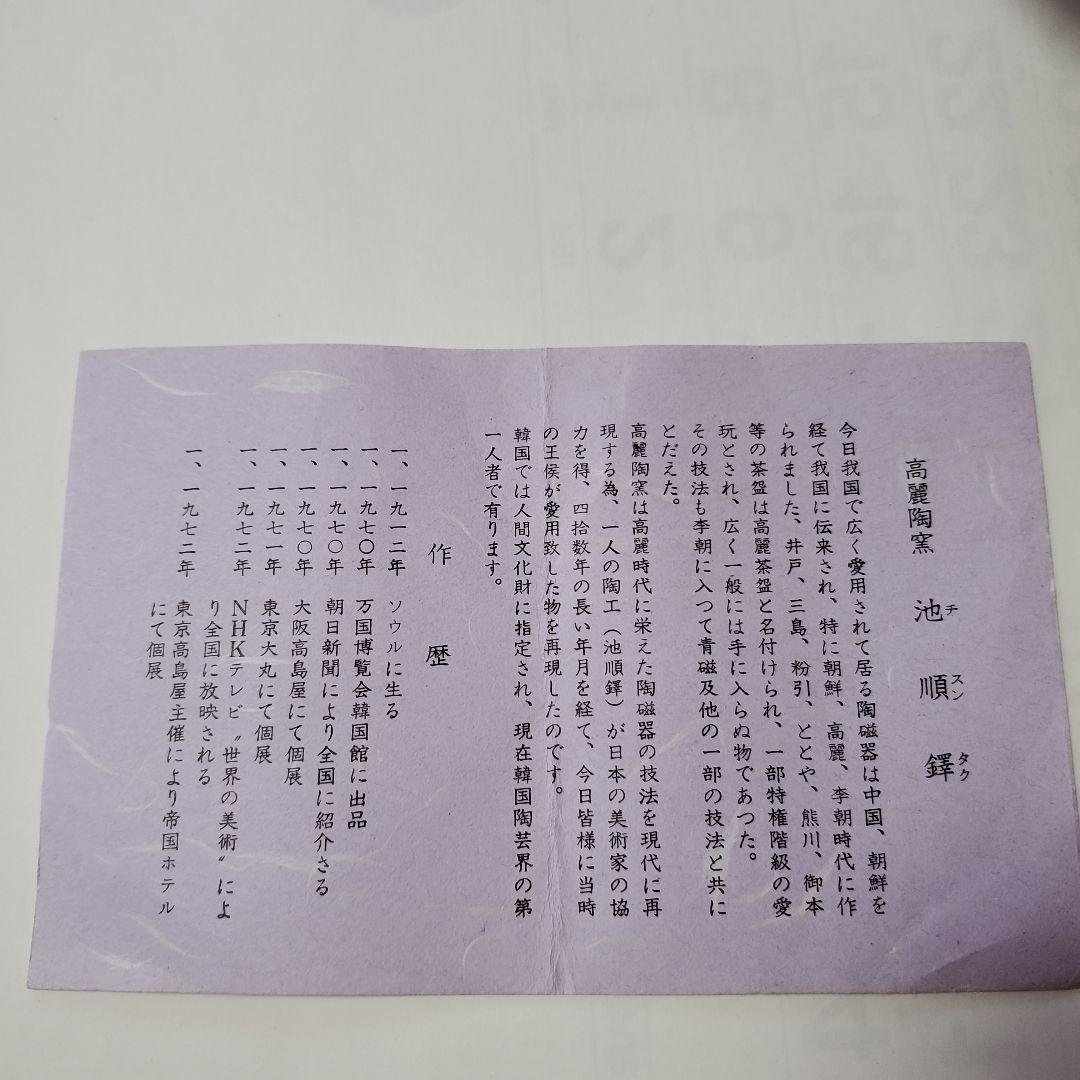 高麗陶窯 池順鐸
チ スン タク
今日我国で広く愛用されて居る陶磁器は中国、朝鮮を
経て我国に伝来され、特に朝鮮、高麗、李朝時代に作
られました、井戸、三島、粉引、ととや、熊川、御本
等の茶盌は高麗茶盌と名付けられ、一部特権階級の愛
玩とされ、広く一般には手に入らぬ物であつた。
その技法も李朝に入つて青磁及他の一部の技法と共に
とだえた。
高麗陶窯は高麗時代に栄えた陶磁器の技法を現代に再
現する為、一人の陶工（池順鐸）が日本の美術家の協
力を得、四拾数年の長い年月を経て、今日皆様に当時
の王侯が愛用致した物を再現したのです。
韓国では人間文化財に指定され、現在韓国陶芸界の第
一人者で有ります。
作歴
一、一九一二年 ソウルに生る
一、一九七〇年 万国博覧会韓国館に出品
一、一九七〇年 朝日新聞により全国に紹介さる
一、一九七〇年 大阪高島屋にて個展
一、一九七一年 東京大丸にて個展
一、一九七二年 NHKテレビ〝世界の美術〟によ
り全国に放映される
一、一九七二年 東京高島屋主催により帝国ホテル
にて個展